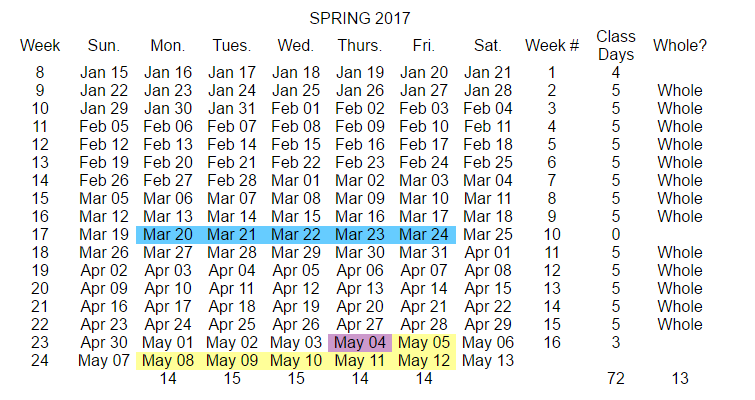 SPRING 2017
Week Sun. Mon. Tues. Wed. Thurs. Fri. Sat. Week # Class Days Whole?
8 Jan 15 Jan 16 Jan 17 Jan 18 Jan 19 Jan 20 Jan 21 1 4
9 Jan 22 Jan 23 Jan 24 Jan 25 Jan 26 Jan 27 Jan 28 2 5 Whole
10 Jan 29 Jan 30 Jan 31 Feb 01 Feb 02 Feb 03 Feb 04 3 5 Whole
11 Feb 05 Feb 06 Feb 07 Feb 08 Feb 09 Feb 10 Feb 11 4 5 Whole
12 Feb 12 Feb 13 Feb 14 Feb 15 Feb 16 Feb 17 Feb 18 5 5 Whole
13 Feb 19 Feb 20 Feb 21 Feb 22 Feb 23 Feb 24 Feb 25 6 5 Whole
14 Feb 26 Feb 27 Feb 28 Mar 01 Mar 02 Mar 03 Mar 04 7 5 Whole
15 Mar 05 Mar 06 Mar 07 Mar 08 Mar 09 Mar 10 Mar 11 8 5 Whole
16 Mar 12 Mar 13 Mar 14 Mar 15 Mar 16 Mar 17 Mar 18 9 5 Whole
17 Mar 19 Mar 20 Mar 21 Mar 22 Mar 23 Mar 24 Mar 25 10 0
18 Mar 26 Mar 27 Mar 28 Mar 29 Mar 30 Mar 31 Apr 01 11 5 Whole
19 Apr 02 Apr 03 Apr 04 Apr 05 Apr 06 Apr 07 Apr 08 12 5 Whole
20 Apr 09 Apr 10 Apr 11 Apr 12 Apr 13 Apr 14 Apr 15 13 5 Whole
21 Apr 16 Apr 17 Apr 18 Apr 19 Apr 20 Apr 21 Apr 22 14 5 Whole
22 Apr 23 Apr 24 Apr 25 Apr 26 Apr 27 Apr 28 Apr 29 15 5 Whole
23 Apr 30 May 01 May 02 May 03 May 04 May 05 May 06 16 3
24 May 07 May 08 May 09 May 10 May 11 May 12 May 13
14 15 15 14 14 72 13